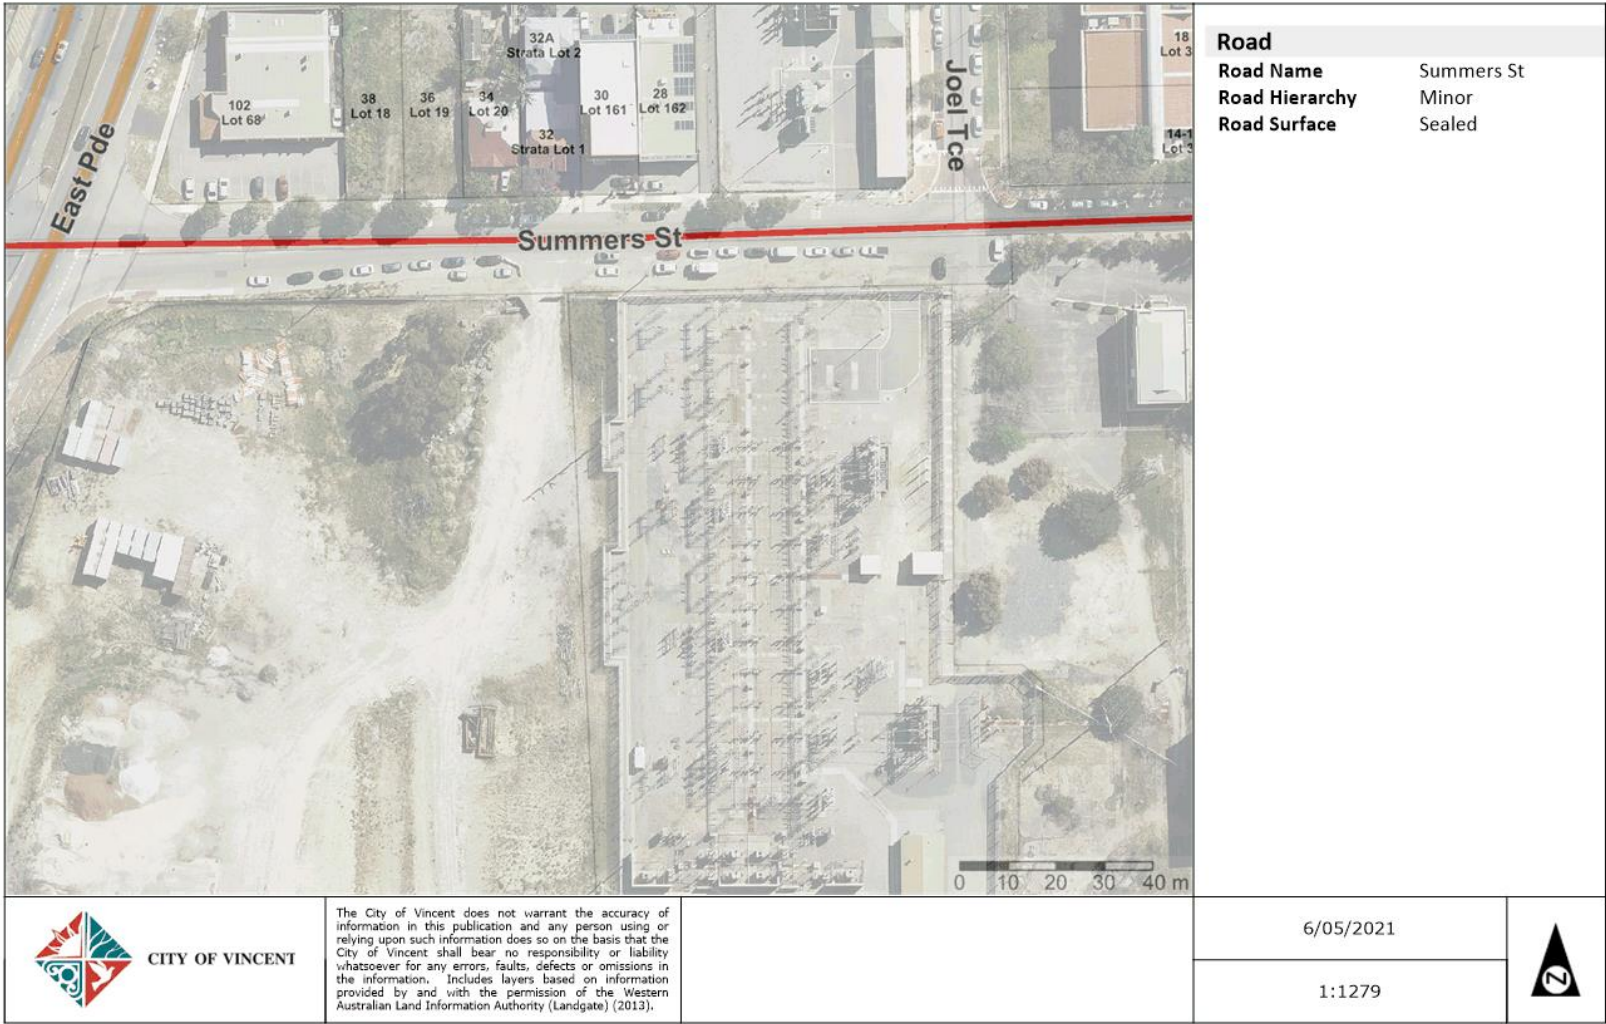 32A
Strata Lot 2
102
Lot 68
38
Lot 18
36
Lot 19
34
Lot 20
32
Strata Lot 1
30
Lot 161
28
Lot 162
Joel Tce
18
Lot 3
14-1
Lot 3
East Pde
Summers St
0 10 20 30 40 m
Road
Road Name Summers St
Road Hierarchy Minor
Road Surface Sealed
CITY OF VINCENT
The City of Vincent does not warrant the accuracy of
information in this publication and any person using or
relying upon such information does so on the basis that the
City of Vincent shall bear no responsibility or liability
whatsoever for any errors, faults, defects or omissions in
the information. Includes layers based on information
provided by and with the permission of the Western
Australian Land Information Authority (Landgate) (2013).
6/05/2021
1:1279
N